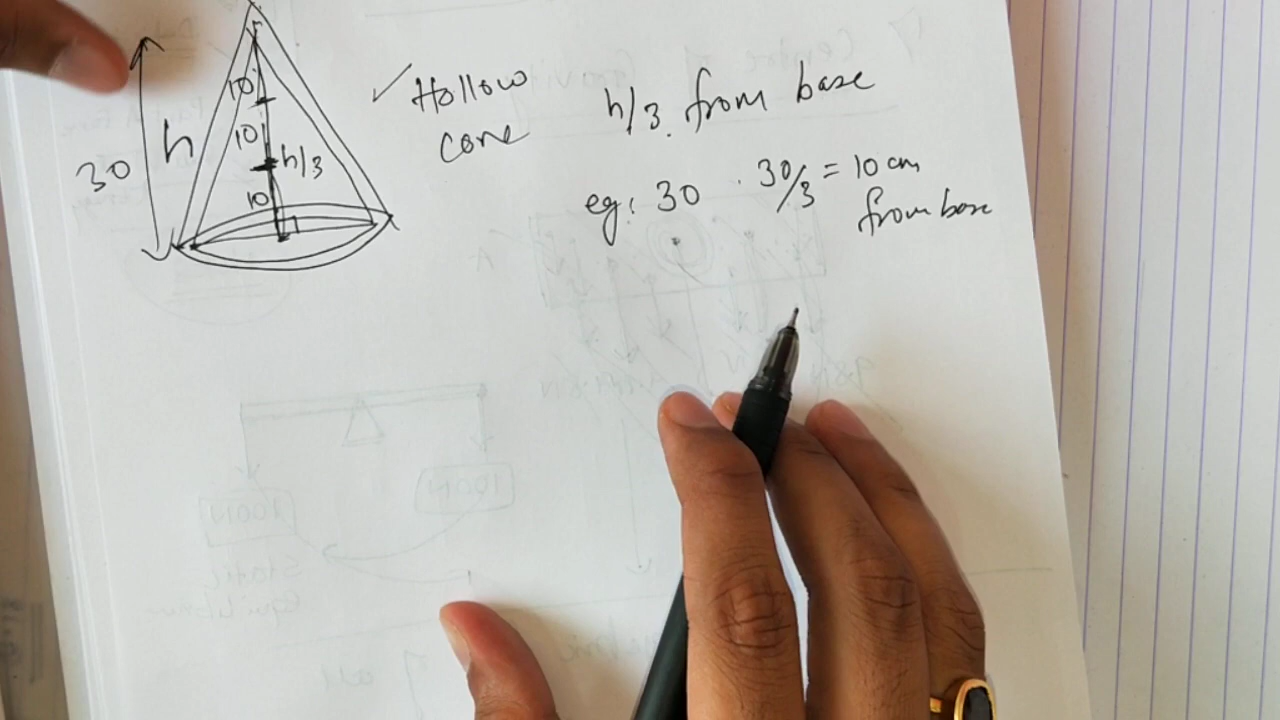 30
h
10
10
h/3
10
✓ Hollow
cone
h/3. from base
eg: 30 . 30/3 = 10 cm
from base